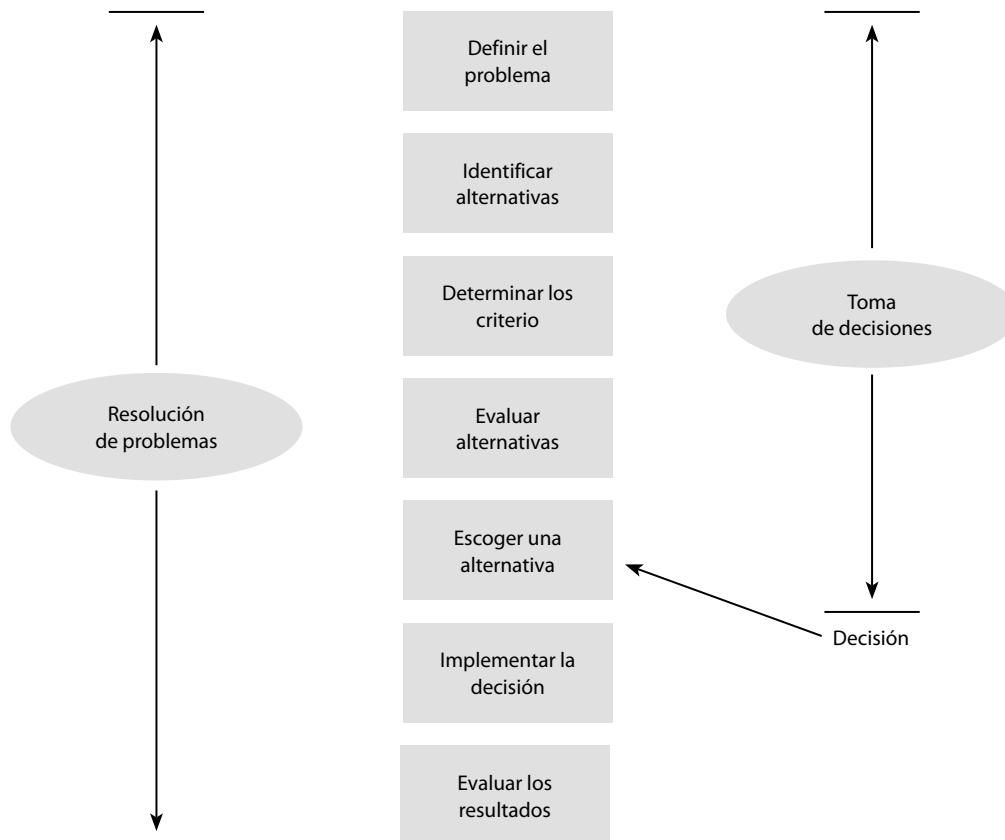 Definir el
problema
Identificar
alternativas
Determinar los
criterio
Toma
de decisiones
Evaluar
alternativas
Resolución
de problemas
Escoger una
alternativa
Decisión
Implementar la
decisión
Evaluar los
resultados